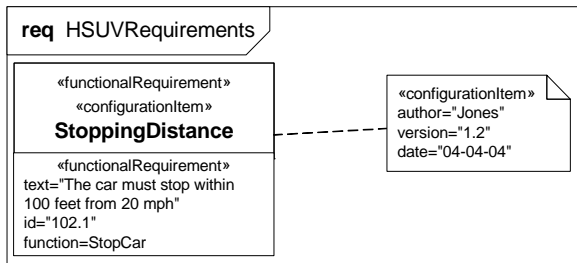 req HSUVRequirements
«functionalRequirement»
«configurationItem»
StoppingDistance
«functionalRequirement»
text="The car must stop within
100 feet from 20 mph"
id="102.1"
function=StopCar
«configurationItem»
author="Jones"
version="1.2"
date="04-04-04"